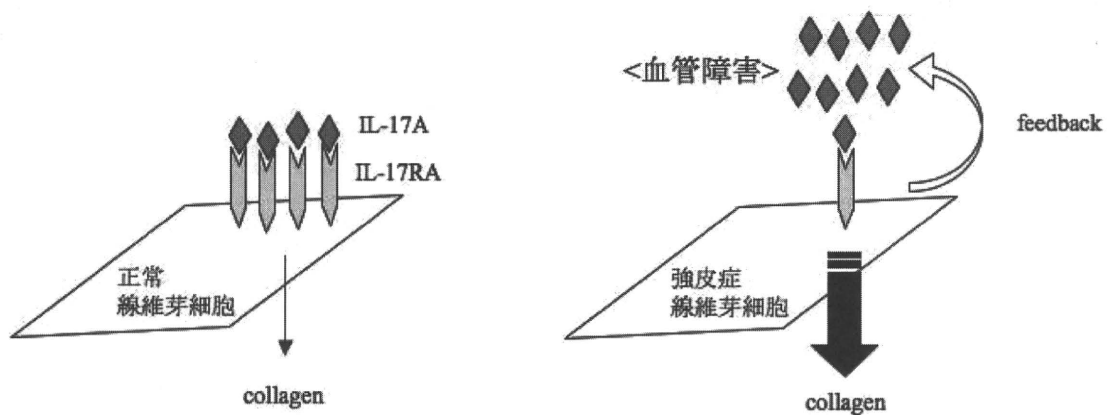 IL-17A
IL-17RA
正常
線維芽細胞
collagen
<血管障害>
feedback
強皮症
線維芽細胞
collagen